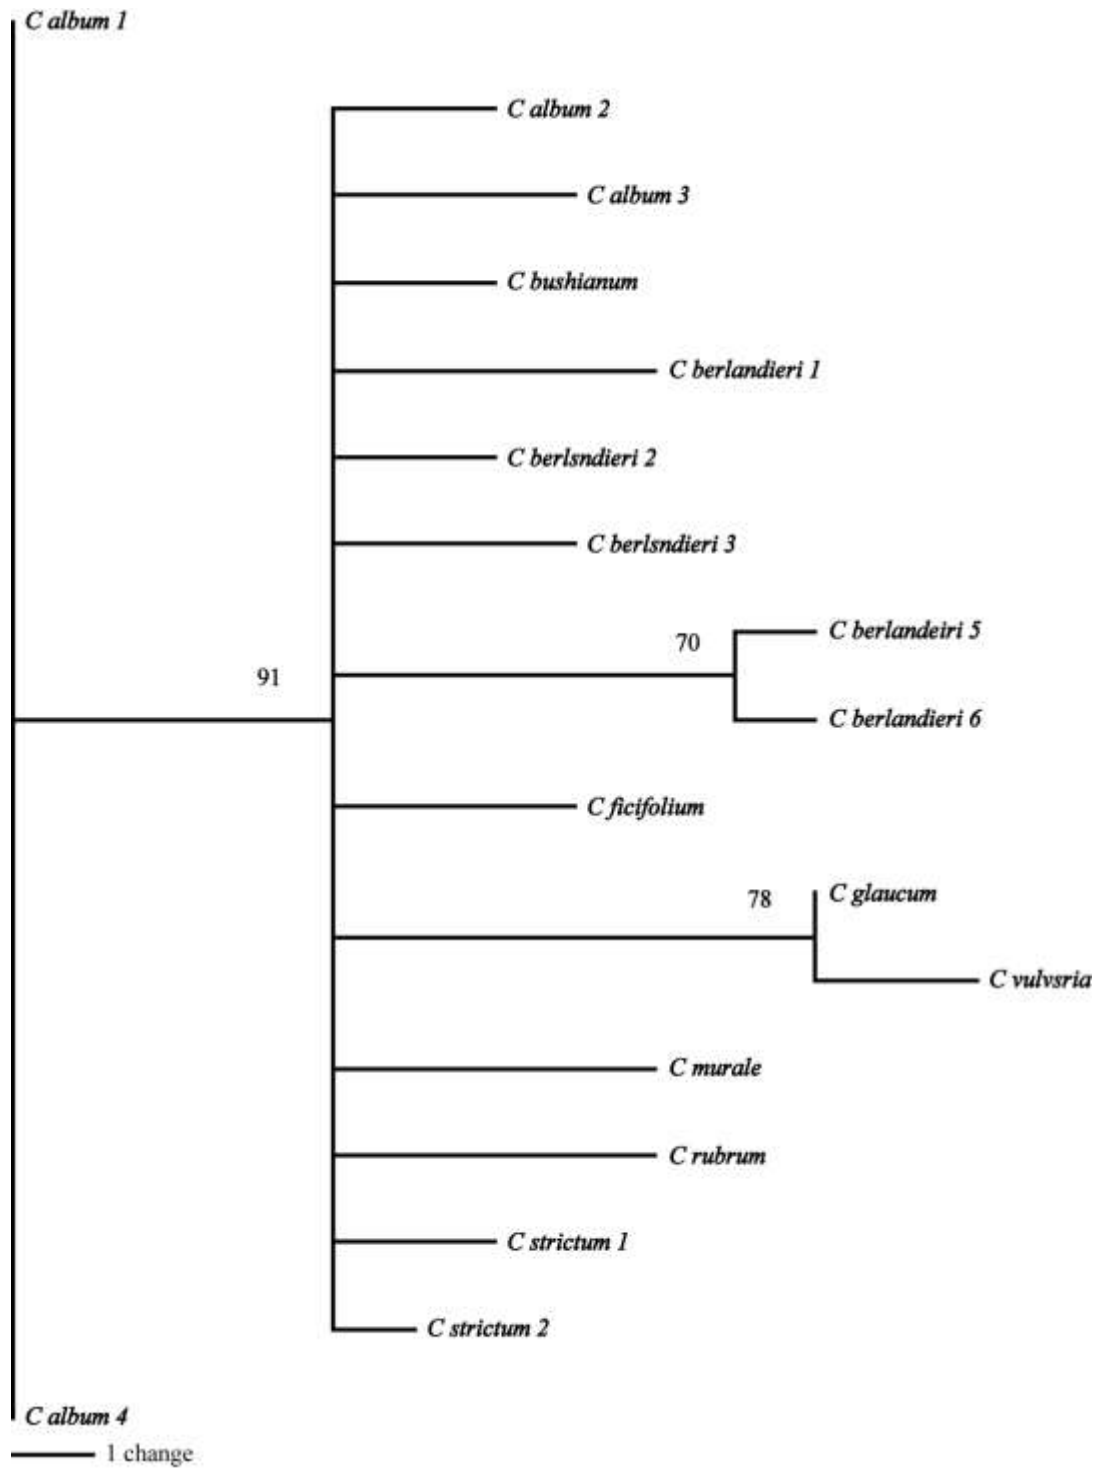 C album 1
C album 2
C album 3
C bushianum
C berlandieri 1
C berlsndieri 2
C berlsndieri 3
C berlandeiri 5
70
91
C berlandieri 6
C ficifolium
C glaucum
78
C vulvsria
C murale
C rubrum
C strictum 1
C strictum 2
C album 4
1 change